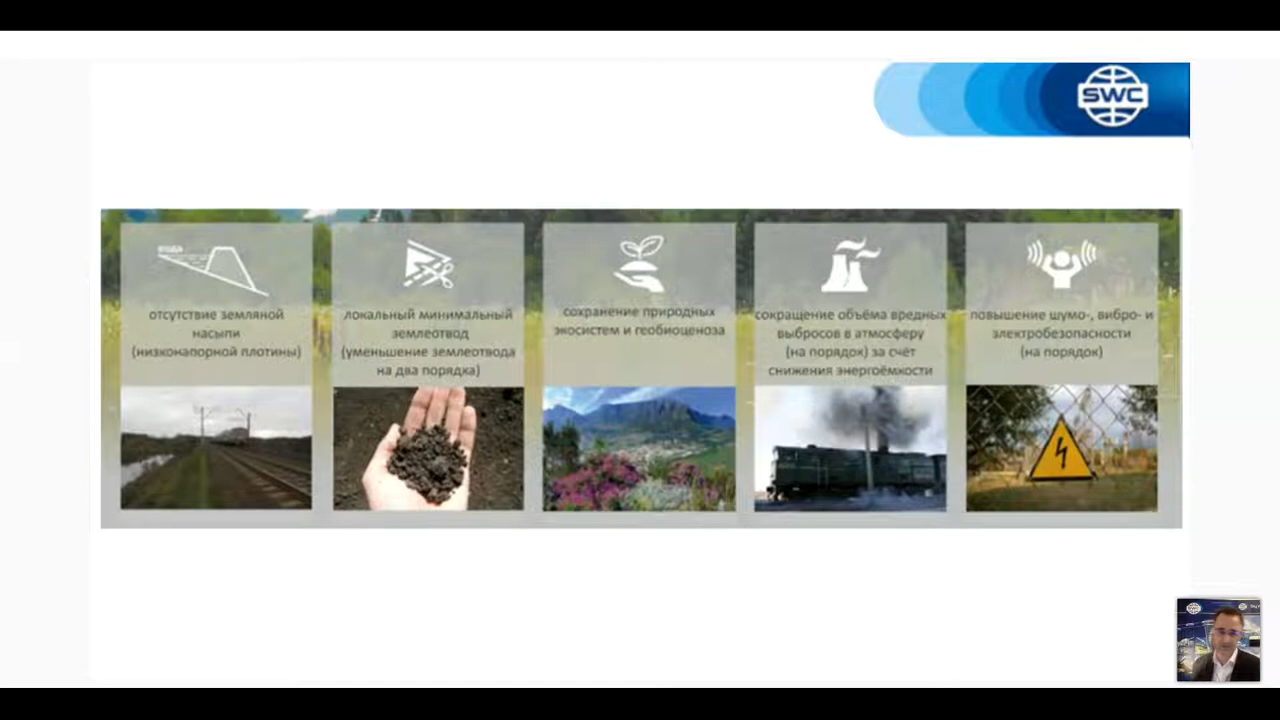 SWC
вода
отсутствие земляной
насыпи
(низконапорной плотины)
локальный минимальный
землеотвод
(уменьшение землеотвода
на два порядка)
сохранение природных
экосистем и геобиоценоза
сокращение объёма вредных
выбросов в атмосферу
(на порядок) за счёт
снижения энергоёмкости
повышение шумо-, вибро- и
электробезопасности
(на порядок)